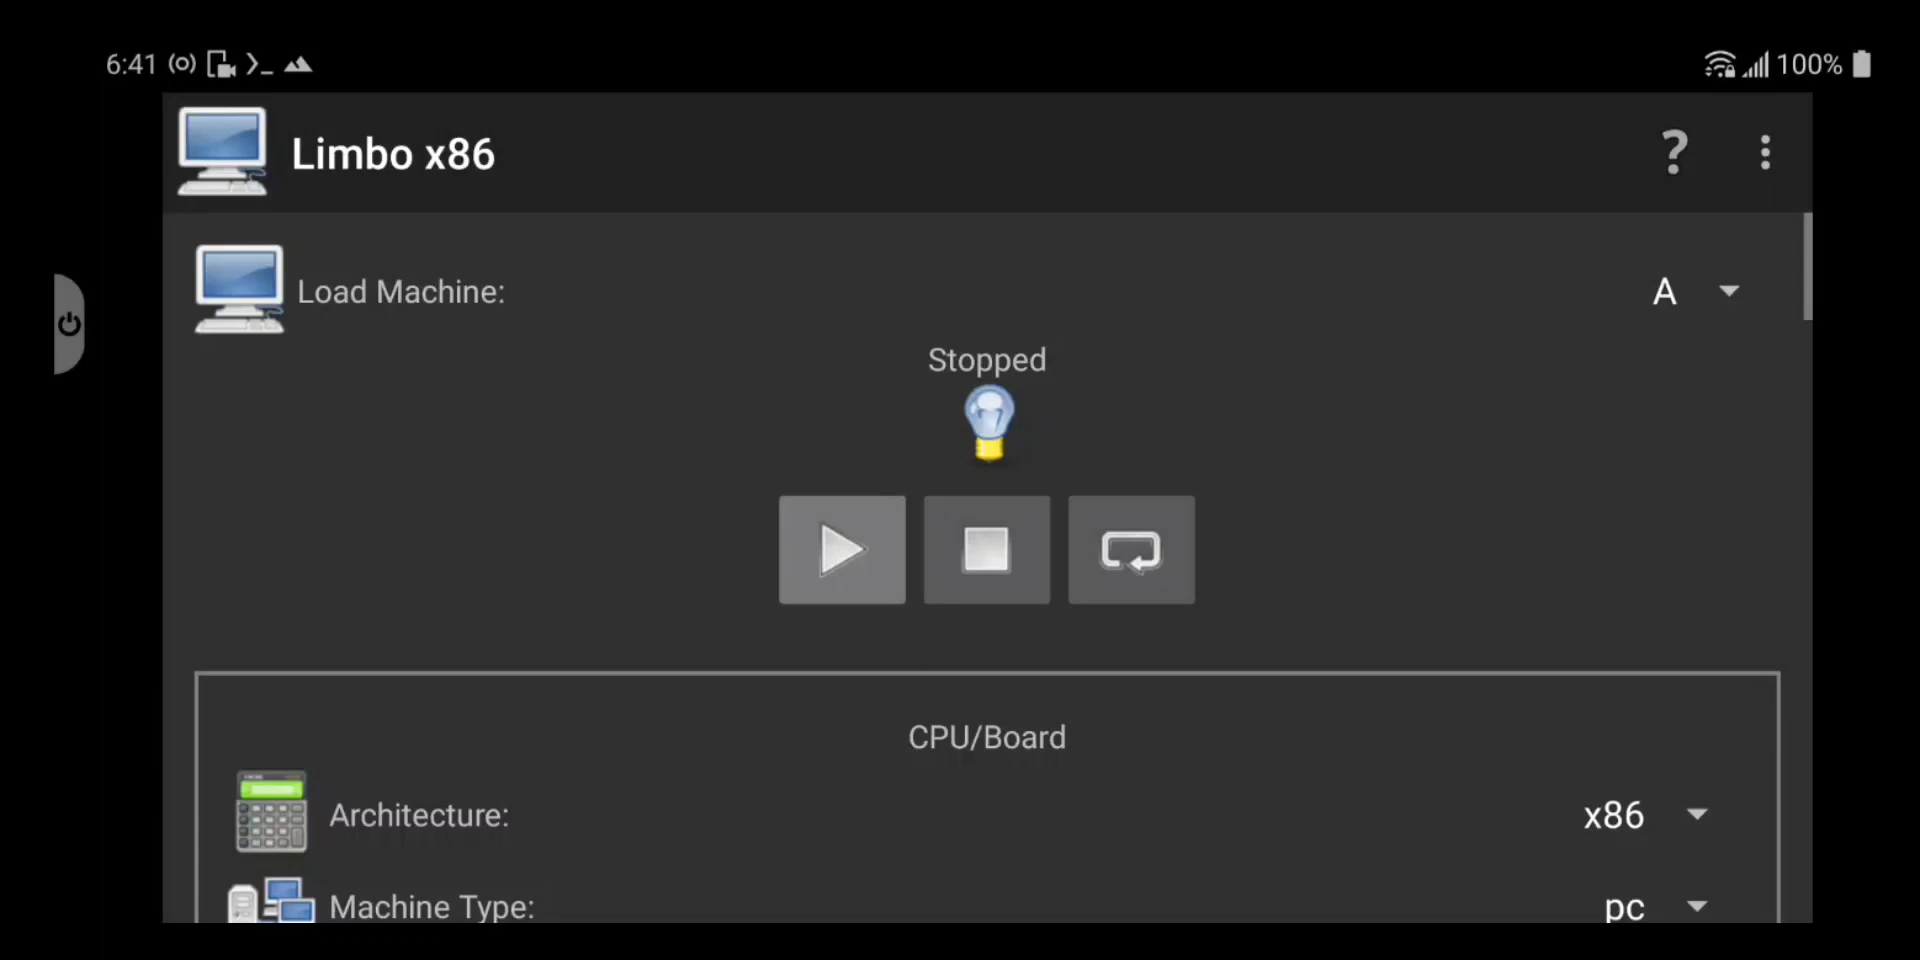 6:41
100%
Limbo x86
?
Load Machine:
A
Stopped
CPU/Board
Architecture:
x86
Machine Type:
pc